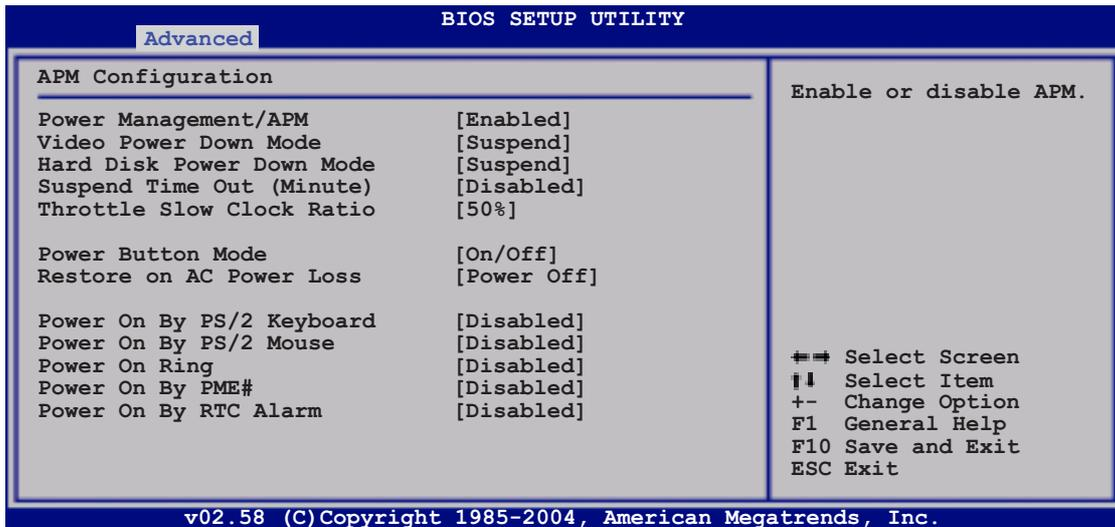 BIOS SETUP UTILITY
Advanced
APM Configuration
Power Management/APM [Enabled]
Video Power Down Mode [Suspend]
Hard Disk Power Down Mode [Suspend]
Suspend Time Out (Minute) [Disabled]
Throttle Slow Clock Ratio [50%]
Power Button Mode [On/Off]
Restore on AC Power Loss [Power Off]
Power On By PS/2 Keyboard [Disabled]
Power On By PS/2 Mouse [Disabled]
Power On Ring [Disabled]
Power On By PME# [Disabled]
Power On By RTC Alarm [Disabled]
Enable or disable APM.
←→ Select Screen
↑↓ Select Item
+- Change Option
F1 General Help
F10 Save and Exit
ESC Exit
v02.58 (C)Copyright 1985-2004, American Megatrends, Inc.